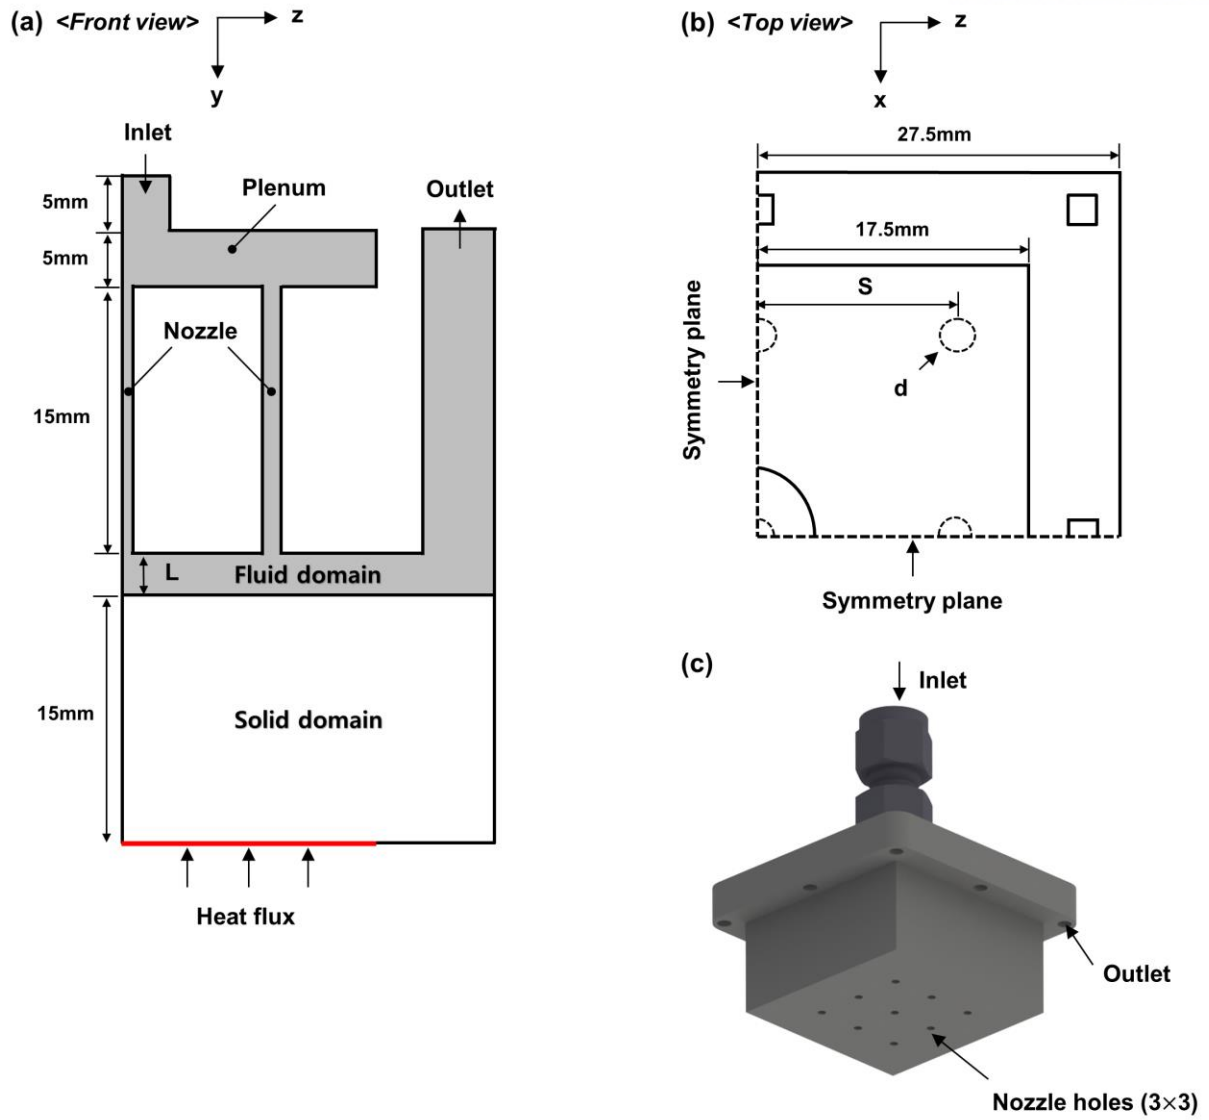 (a) <Front view>
z
y
Inlet
5mm
Plenum
Outlet
5mm
Nozzle
15mm
L
Fluid domain
15mm
Solid domain
Heat flux
(b) <Top view>
z
x
27.5mm
17.5mm
S
d
Symmetry plane
Symmetry plane
(c)
Inlet
Outlet
Nozzle holes (3×3)